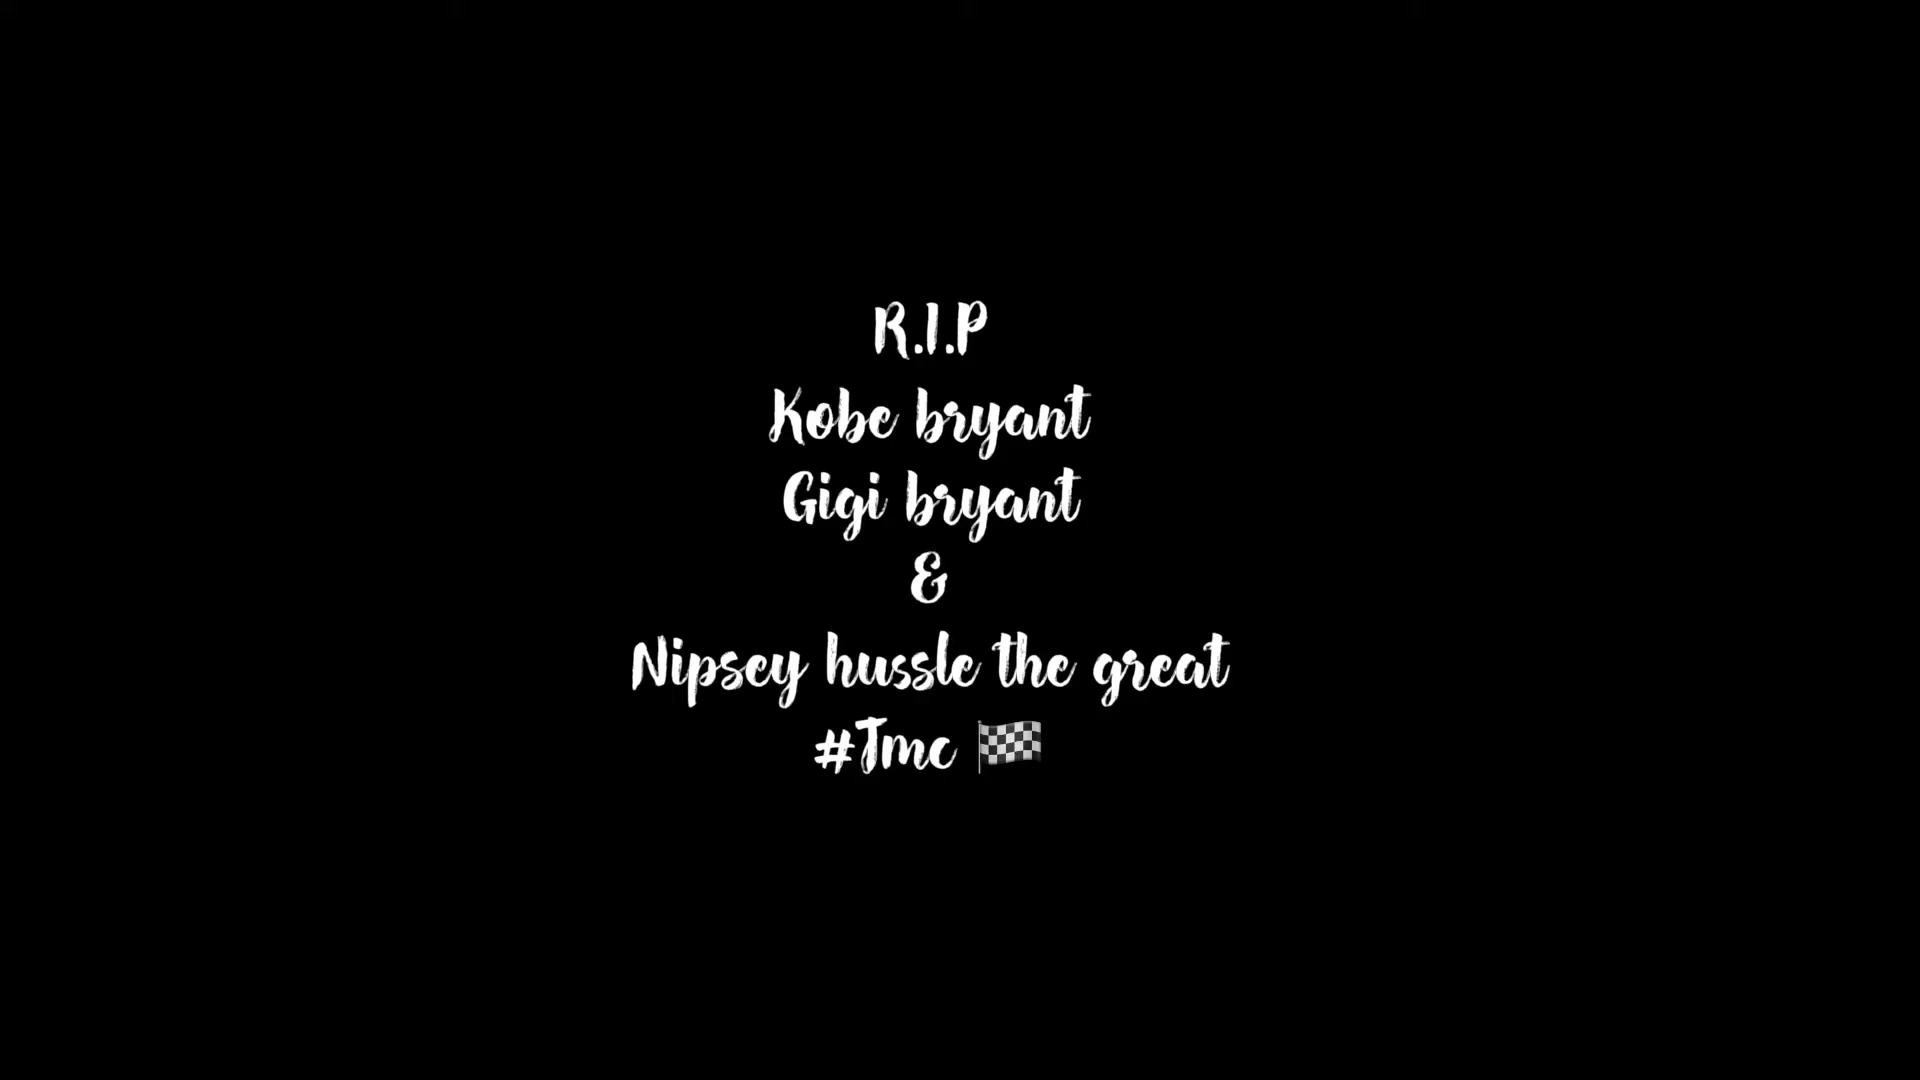 R.I.P
Kobe bryant
Gigi bryant
&
Nipsey hussle the great
#Tmc 🏁